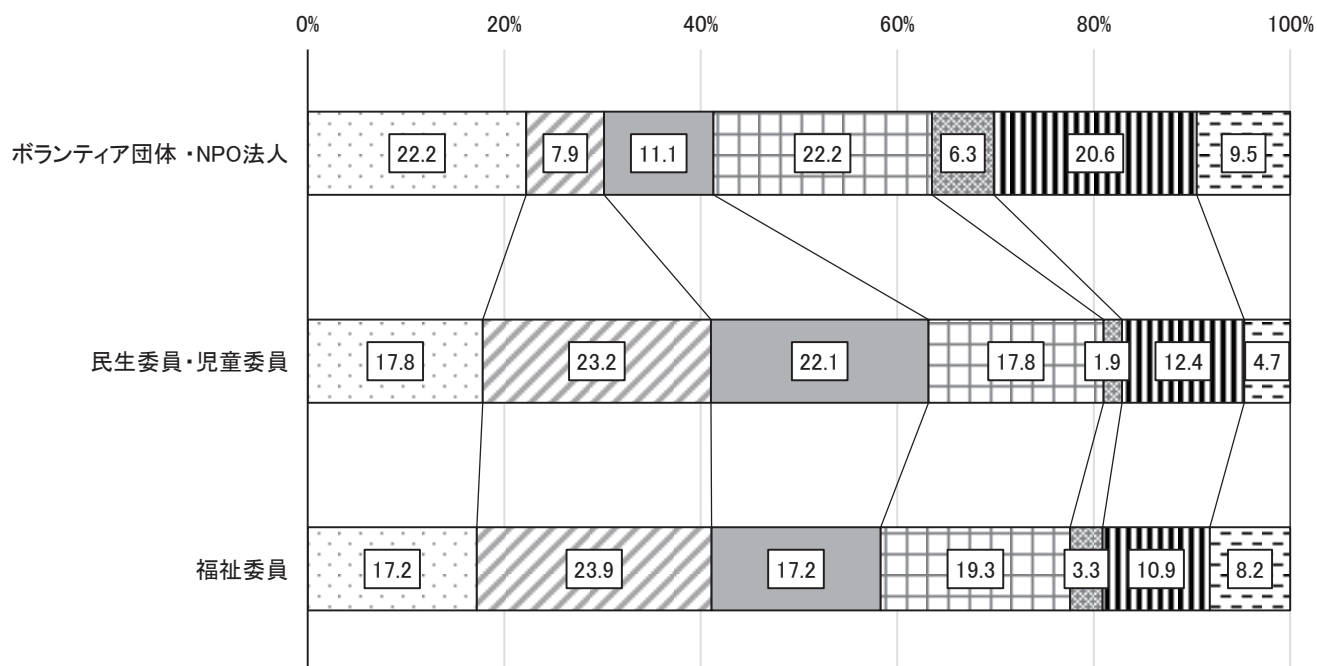 0% 20% 40% 60% 80% 100%
ボランティア団体・NPO法人 22.2 7.9 11.1 22.2 6.3 20.6 9.5
民生委員・児童委員 17.8 23.2 22.1 17.8 1.9 12.4 4.7
福祉委員 17.2 23.9 17.2 19.3 3.3 10.9 8.2